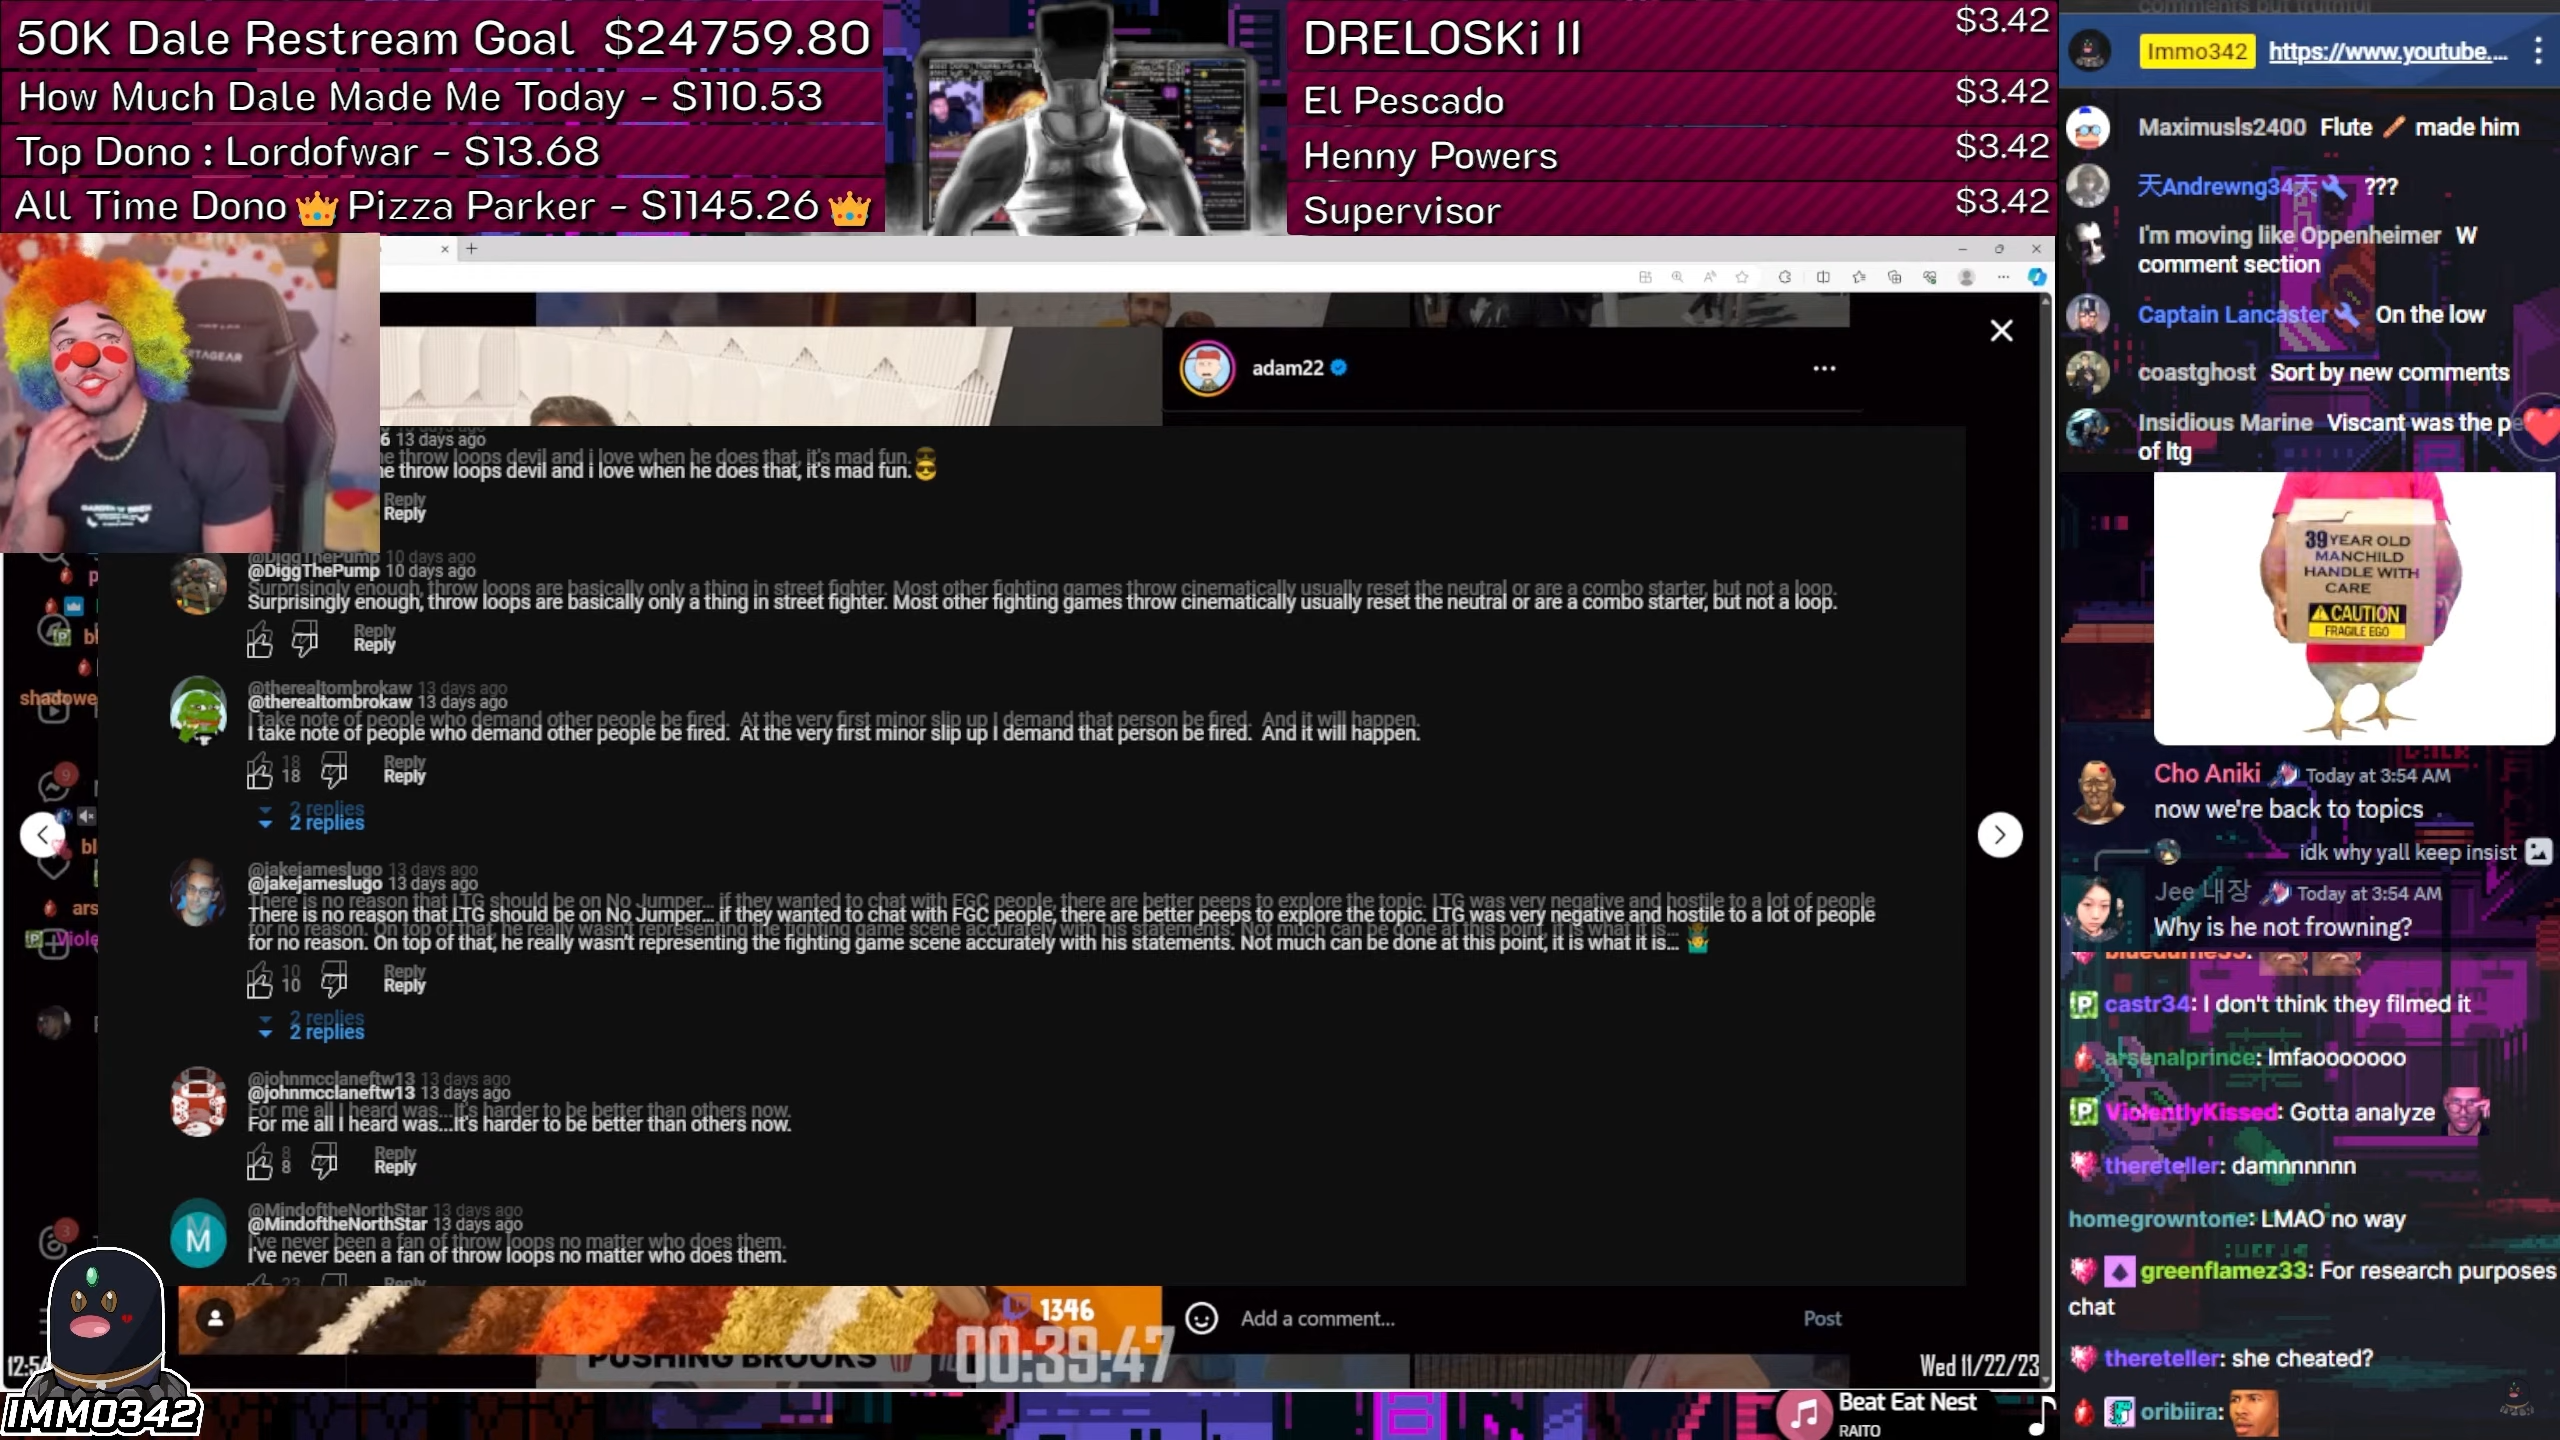 50K Dale Restream Goal $24759.80
How Much Dale Made Me Today - $110.53
Top Dono : Lordofwar - $13.68
All Time Dono 👑 Pizza Parker - $1145.26 👑
DRELOSKi II $3.42
El Pescado $3.42
Henny Powers $3.42
Supervisor $3.42
adam22
6 13 days ago
throw loops devil and i love when he does that, it's mad fun. 😎
Reply
@DiggThePump 10 days ago
Surprisingly enough, throw loops are basically only a thing in street fighter. Most other fighting games throw cinematically usually reset the neutral or are a combo starter, but not a loop.
Reply
@therealtombrokaw 13 days ago
I take note of people who demand other people be fired. At the very first minor slip up I demand that person be fired. And it will happen.
18 Reply
2 replies
@jakejameslugo 13 days ago
There is no reason that LTG should be on No Jumper... if they wanted to chat with FGC people, there are better peeps to explore the topic. LTG was very negative and hostile to a lot of people
for no reason. On top of that, he really wasn't representing the fighting game scene accurately with his statements. Not much can be done at this point, it is what it is... 🤷
10 Reply
2 replies
@johnmcclaneftw13 13 days ago
For me all I heard was...It's harder to be better than others now.
8 Reply
@MindoftheNorthStar 13 days ago
I've never been a fan of throw loops no matter who does them.
23 Reply
M
1346
Add a comment... Post
PUSHING BROOKS
00:39:47
Wed 11/22/23
IMMO342
Beat Eat Nest
RAITO
comments but truthful
Immo342 https://www.youtube....
Maximusls2400 Flute made him
天Andrewng34天 ???
I'm moving like Oppenheimer W
comment section
Captain Lancaster On the low
coastghost Sort by new comments
Insidious Marine Viscant was the
of ltg
39 YEAR OLD
MANCHILD
HANDLE WITH
CARE
CAUTION
FRAGILE EGO
Cho Aniki Today at 3:54 AM
now we're back to topics
idk why yall keep insist
Jee 내장 Today at 3:54 AM
Why is he not frowning?
castr34: I don't think they filmed it
arsenalprince: lmfaooooooo
ViolentlyKissed: Gotta analyze
thereteller: damnnnnnn
homegrowntone: LMAO no way
greenflamez33: For research purposes
chat
thereteller: she cheated?
oribiira: